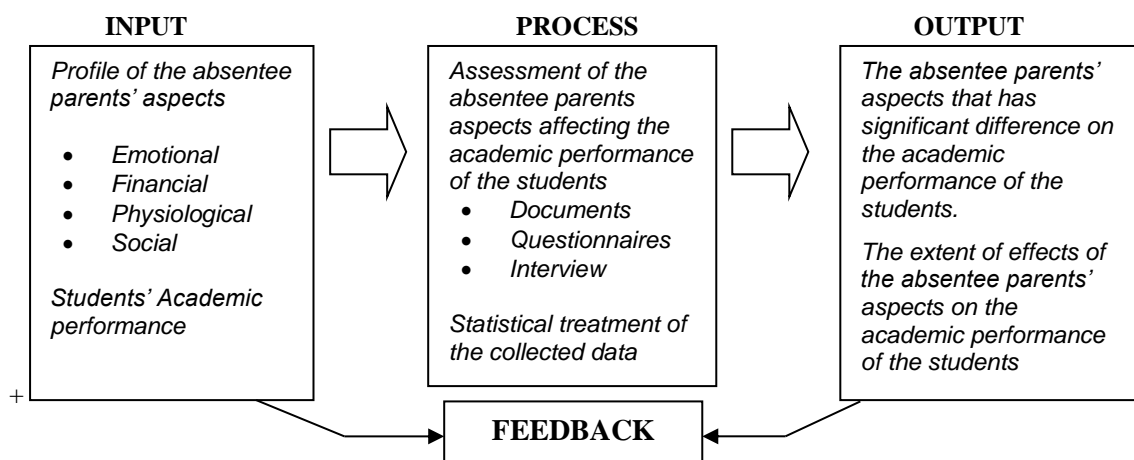 INPUT
Profile of the absentee
parents’ aspects
• Emotional
• Financial
• Physiological
• Social
Students’ Academic
performance
+
PROCESS
Assessment of the
absentee parents
aspects affecting the
academic performance
of the students
• Documents
• Questionnaires
• Interview
Statistical treatment of
the collected data
OUTPUT
The absentee parents’
aspects that has
significant difference on
the academic
performance of the
students.
The extent of effects of
the absentee parents’
aspects on the
academic performance
of the students
FEEDBACK